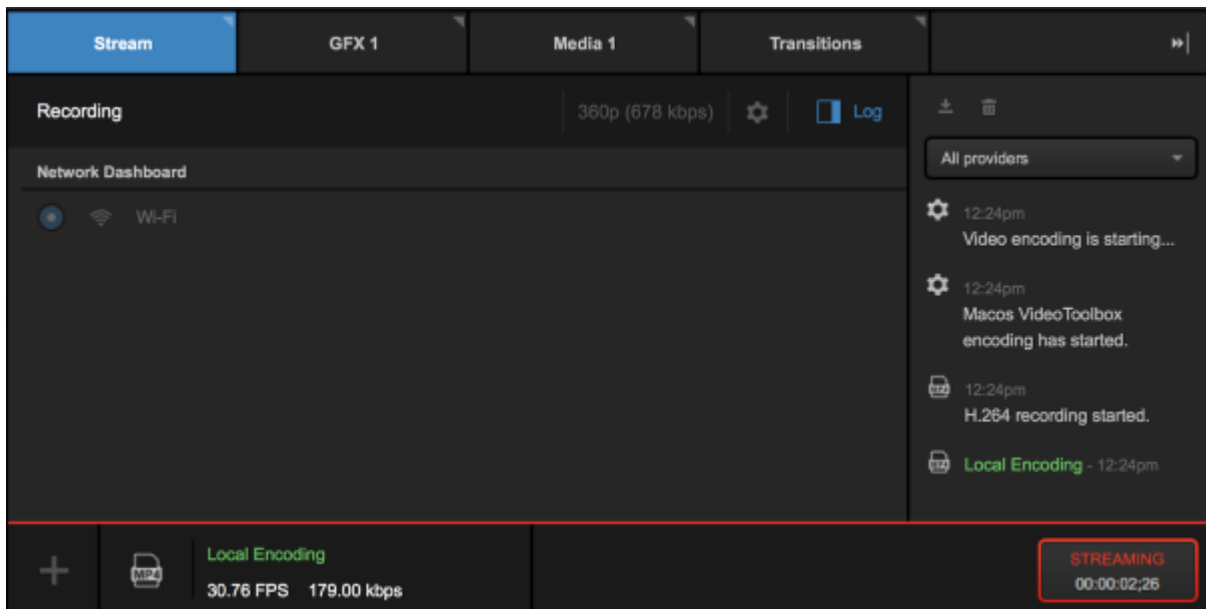 Stream GFX 1 Media 1 Transitions
Recording 360p (678 kbps) Log
Network Dashboard
Wi-Fi
All providers
12:24pm
Video encoding is starting...
12:24pm
Macos VideoToolbox
encoding has started.
12:24pm
H.264 recording started.
Local Encoding - 12:24pm
MP4
Local Encoding
30.76 FPS 179.00 kbps
STREAMING
00:00:02;26